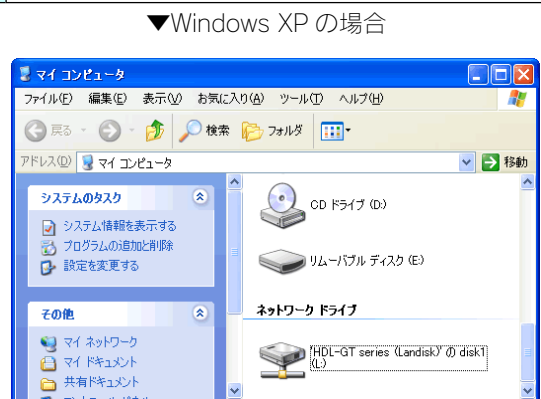 ▼Windows XP の場合
マイ コンピュータ
ファイル(F) 編集(E) 表示(V) お気に入り(A) ツール(T) ヘルプ(H)
戻る 検索 フォルダ
アドレス(D) マイ コンピュータ 移動
システムのタスク
システム情報を表示する
プログラムの追加と削除
設定を変更する
その他
マイ ネットワーク
マイ ドキュメント
共有ドキュメント
CD ドライブ (D:)
リムーバブル ディスク (E:)
ネットワーク ドライブ
'HDL-GT series (Landisk)' の disk1
(L:)